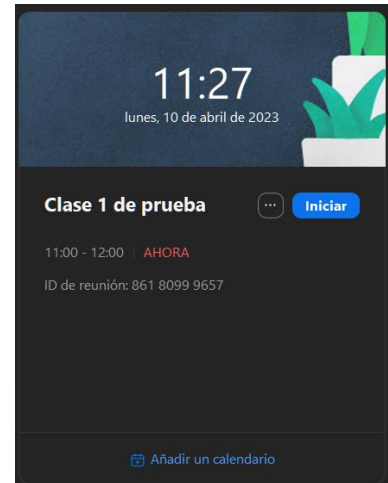 11:27
lunes, 10 de abril de 2023
Clase 1 de prueba ... Iniciar
11:00 - 12:00 | AHORA
ID de reunión: 861 8099 9657
Añadir un calendario